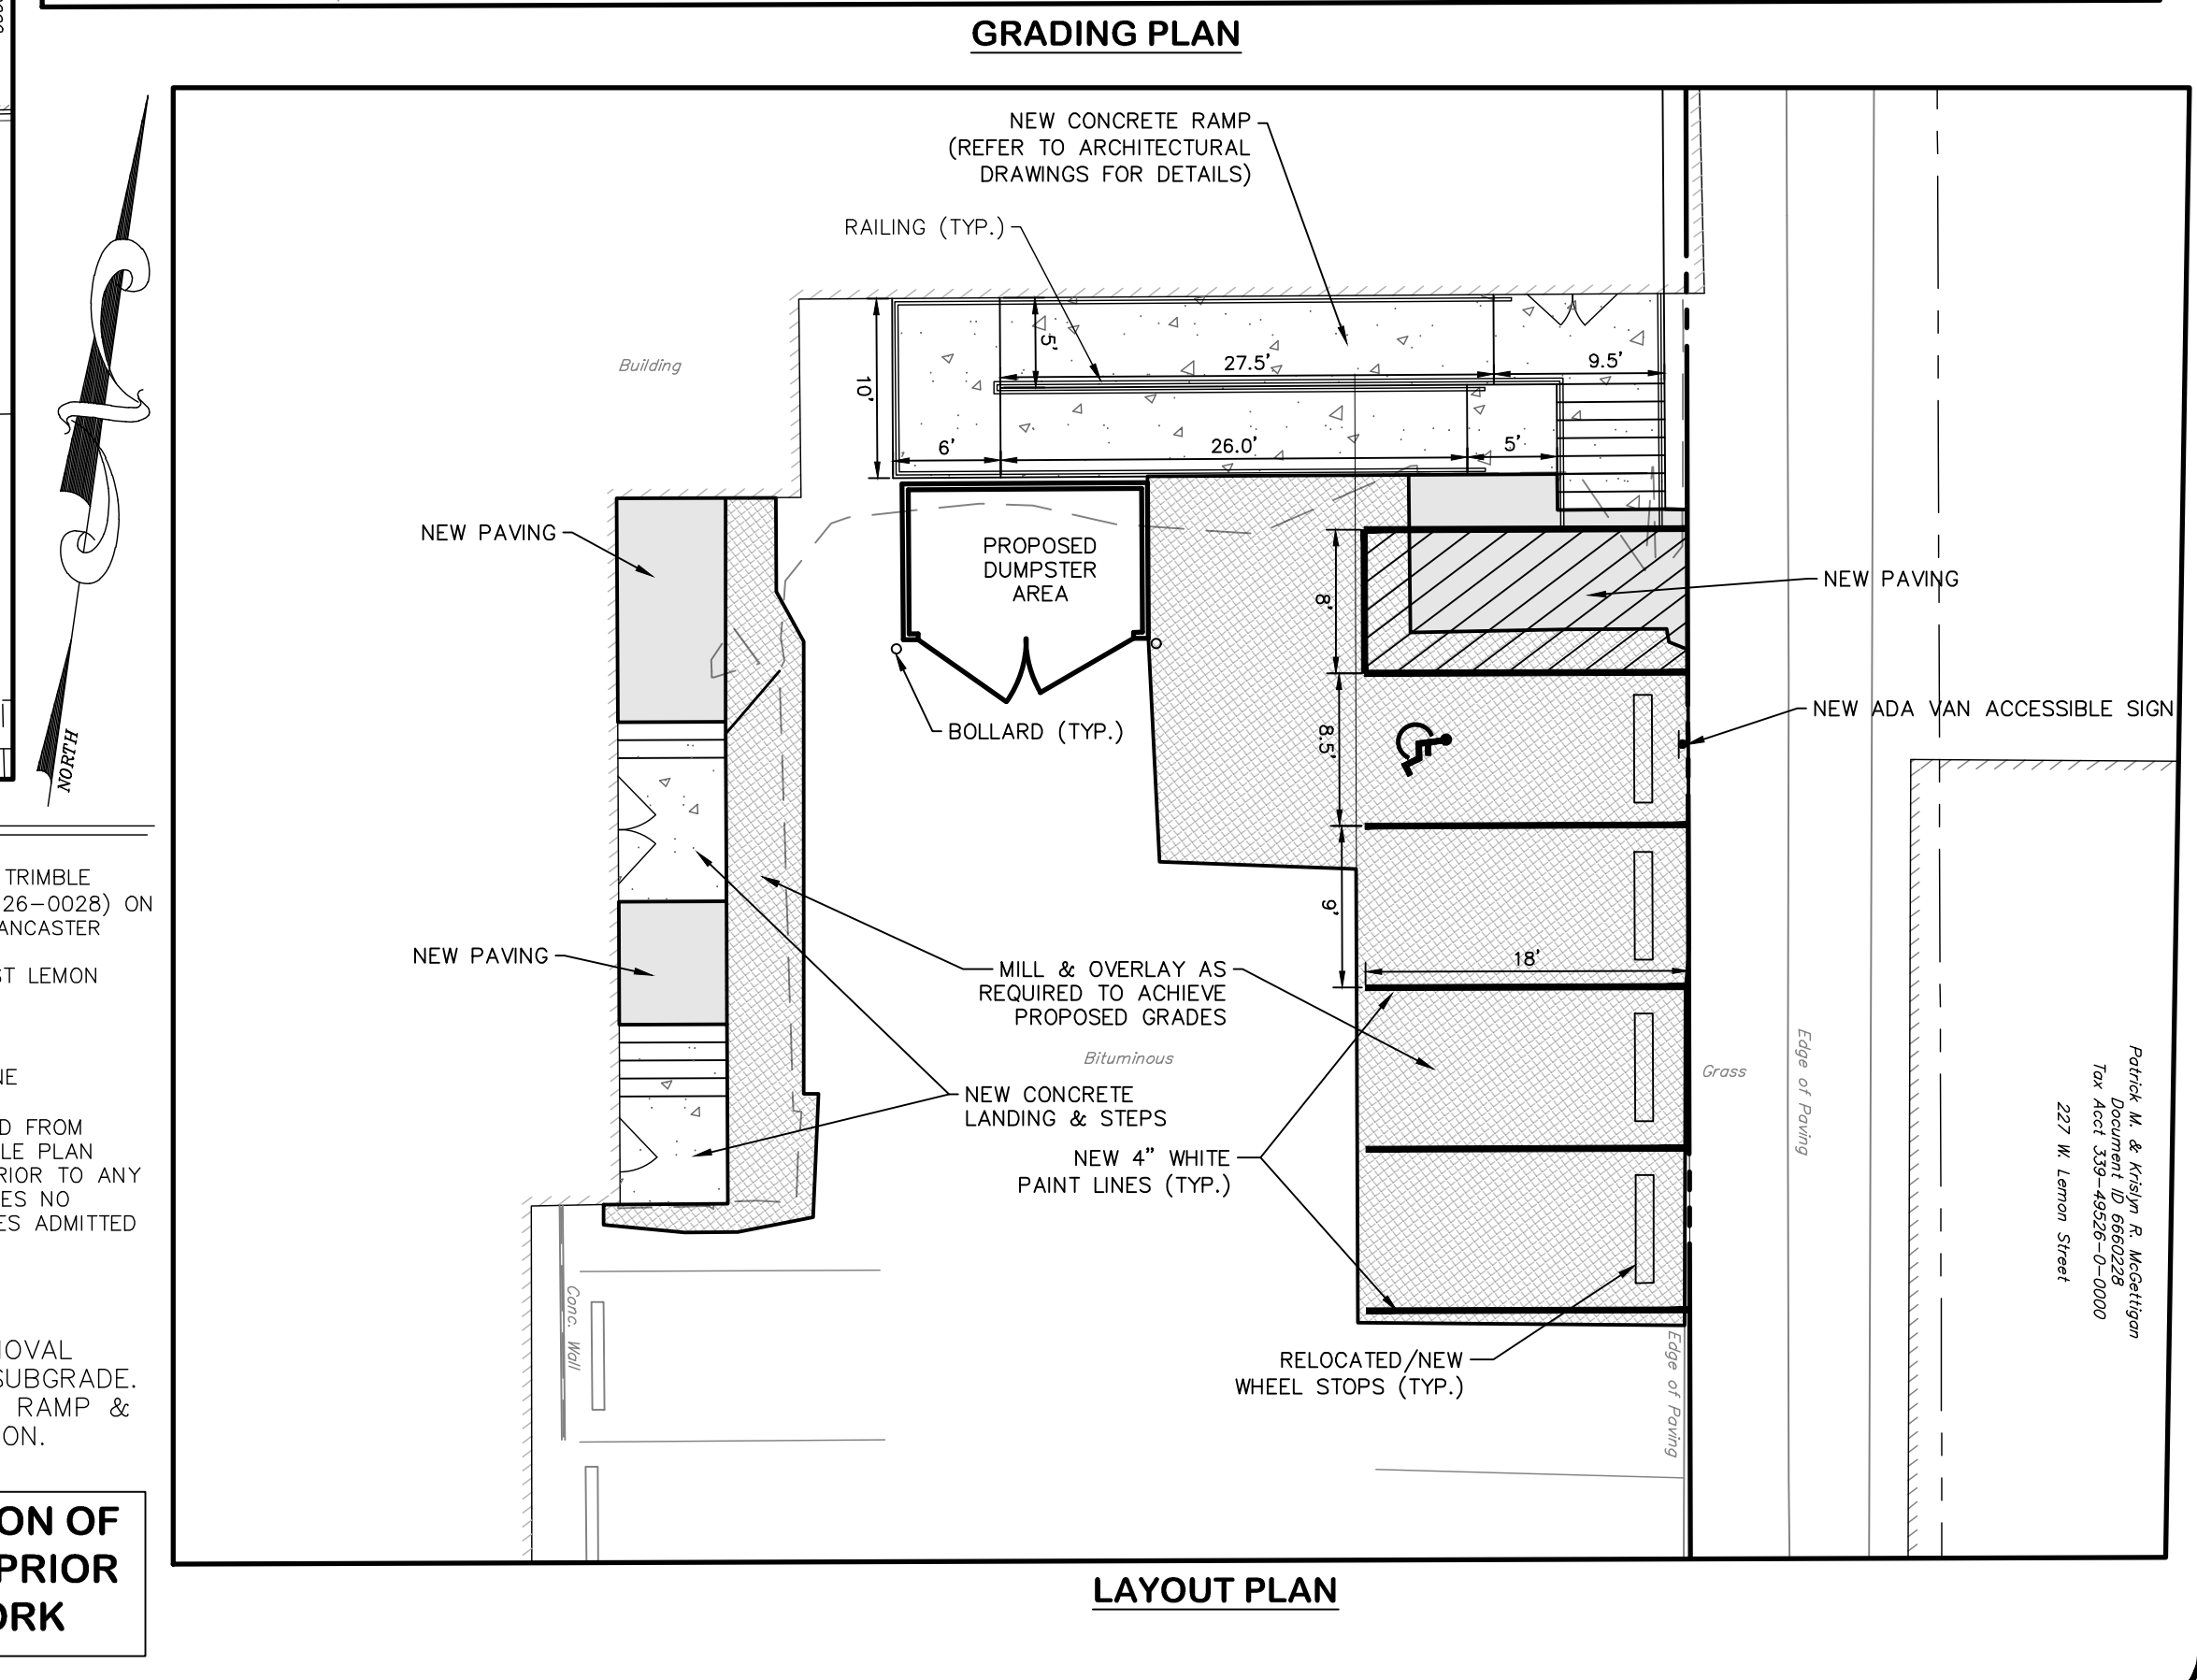 GRADING PLAN
NEW CONCRETE RAMP
(REFER TO ARCHITECTURAL
DRAWINGS FOR DETAILS)
RAILING (TYP.)
Building
10'
5'
27.5'
9.5'
6'
26.0'
5'
NEW PAVING
PROPOSED
DUMPSTER
AREA
8'
NEW PAVING
BOLLARD (TYP.)
8.5'
NEW ADA VAN ACCESSIBLE SIGN
NORTH
9'
18'
NEW PAVING
MILL & OVERLAY AS
REQUIRED TO ACHIEVE
PROPOSED GRADES
Bituminous
NEW CONCRETE
LANDING & STEPS
NEW 4" WHITE
PAINT LINES (TYP.)
Grass
Edge of Paving
Patrick M. & Krislyn R. McGettigan
Document ID 6660228
Tax Acct 339-49526-0-0000
227 W. Lemon Street
Conc. Wall
RELOCATED/NEW
WHEEL STOPS (TYP.)
Edge of Paving
LAYOUT PLAN
TRIMBLE
26-0028) ON
ANCASTER
ST LEMON
NE
D FROM
LE PLAN
RIOR TO ANY
ES NO
ES ADMITTED
MOVAL
SUBGRADE.
RAMP &
ON.
ON OF
PRIOR
ORK